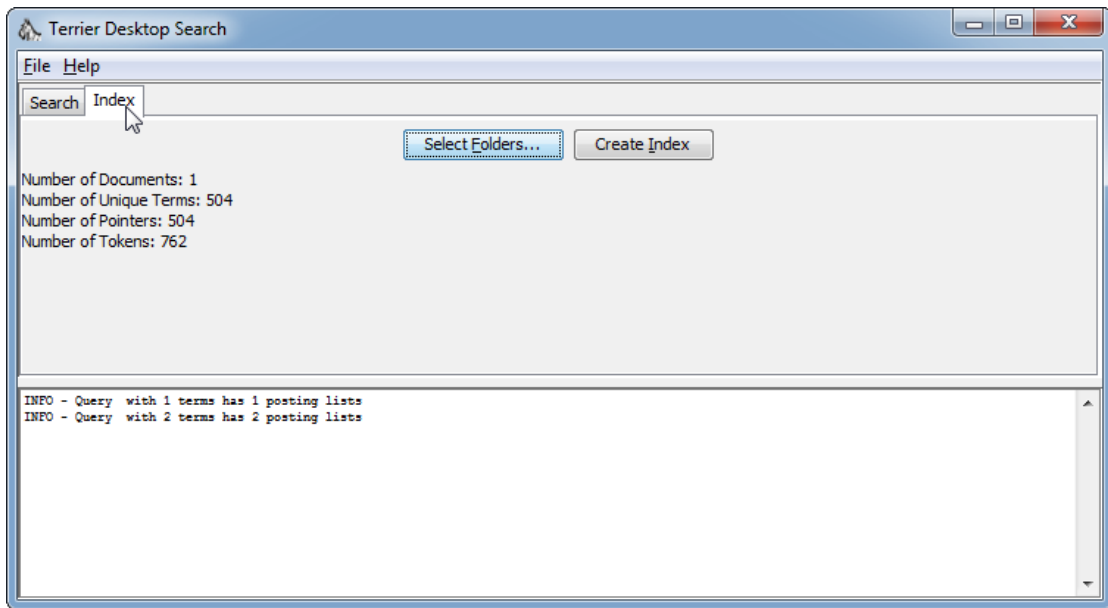 Terrier Desktop Search
File Help
Search Index
Select Folders... Create Index
Number of Documents: 1
Number of Unique Terms: 504
Number of Pointers: 504
Number of Tokens: 762
INFO - Query  with 1 terms has 1 posting lists
INFO - Query  with 2 terms has 2 posting lists